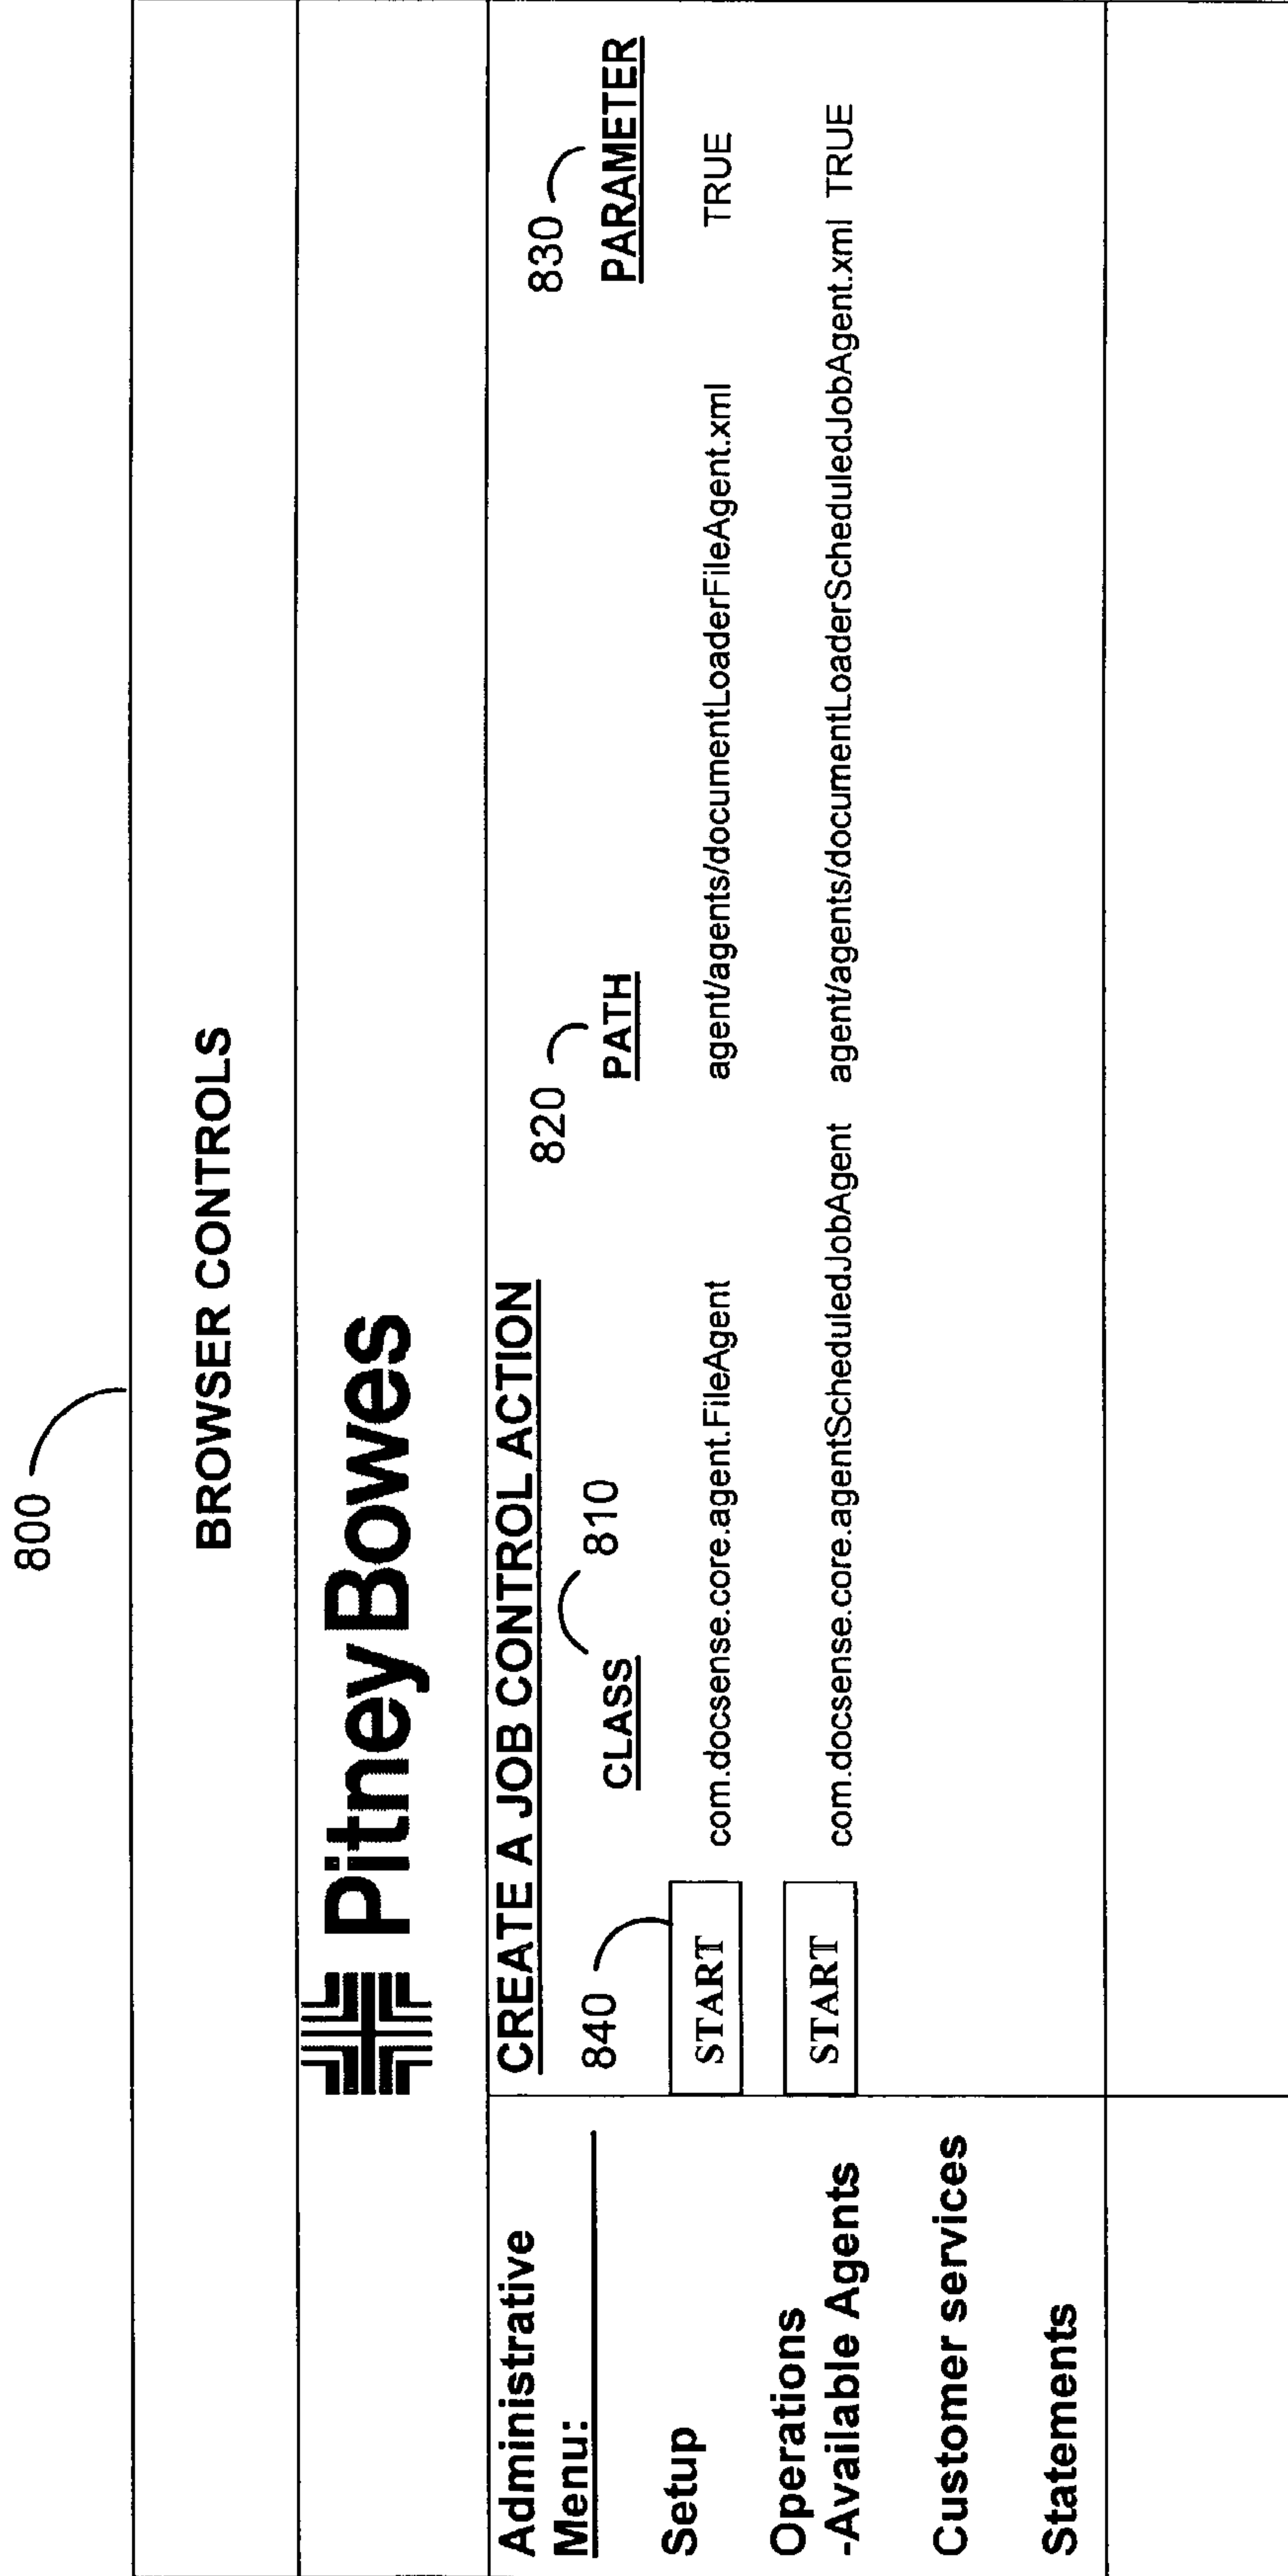 800
BROWSER CONTROLS
PitneyBowes
Administrative
Menu:
Setup
Operations
-Available Agents
Customer services
Statements
CREATE A JOB CONTROL ACTION
840
810
820
830
CLASS PATH PARAMETER
START com.docsense.core.agent.FileAgent agent/agents/documentLoaderFileAgent.xml TRUE
START com.docsense.core.agentScheduledJobAgent agent/agents/documentLoaderScheduledJobAgent.xml TRUE